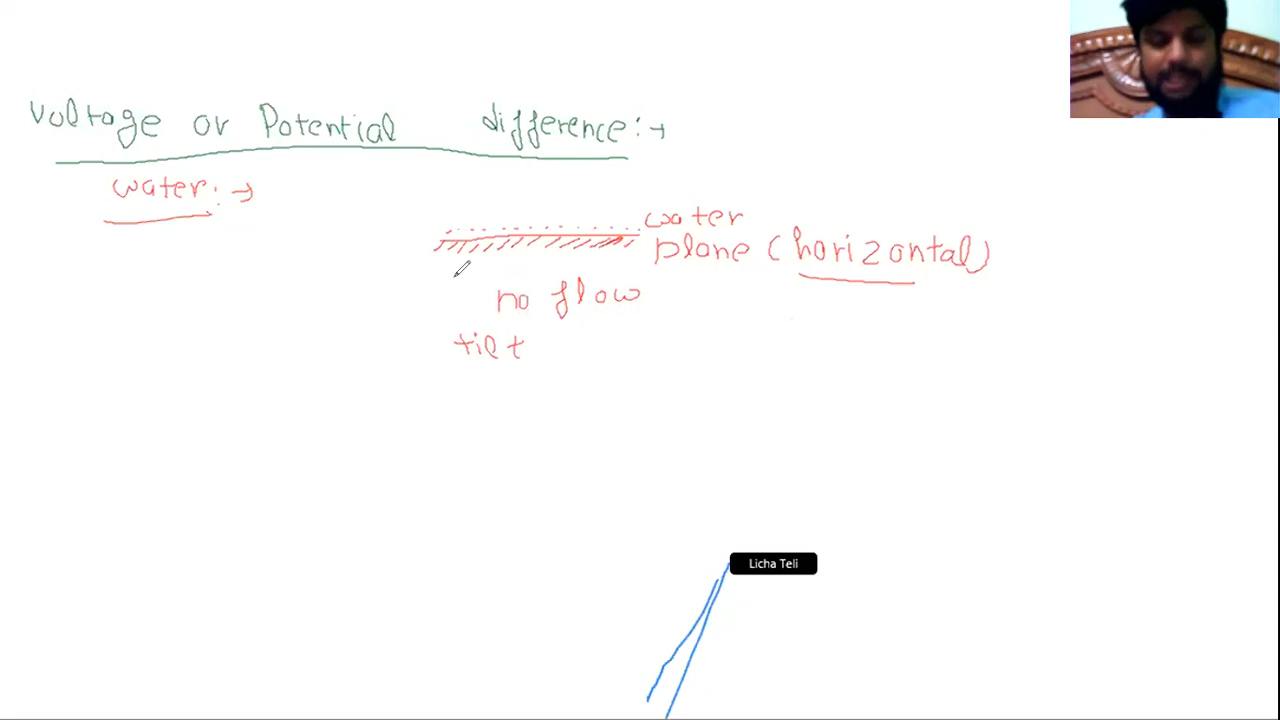 Voltage or Potential difference:→
water:→
water
plane (horizontal)
no flow
tilt
Licha Teli